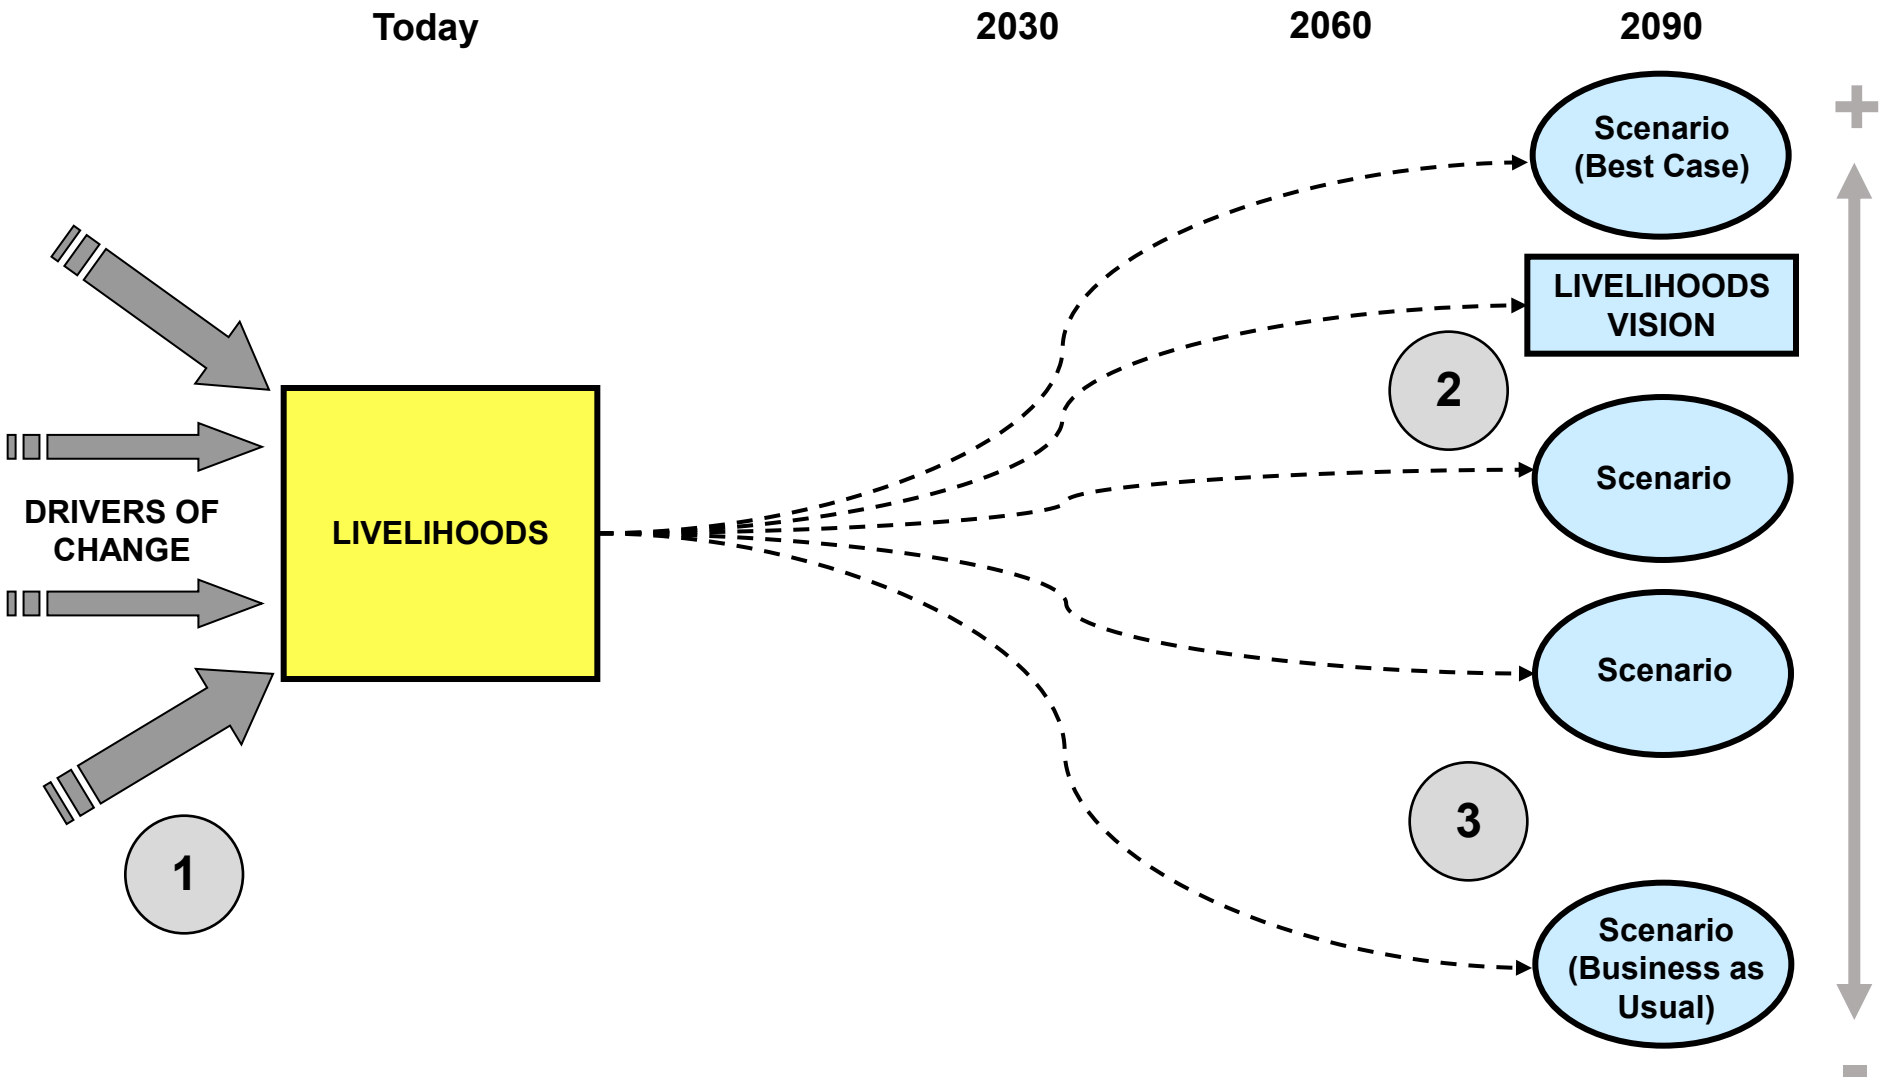 Today 2030 2060 2090
+
Scenario
(Best Case)
LIVELIHOODS
VISION
2
Scenario
DRIVERS OF
CHANGE
LIVELIHOODS
Scenario
3
1
Scenario
(Business as
Usual)
-